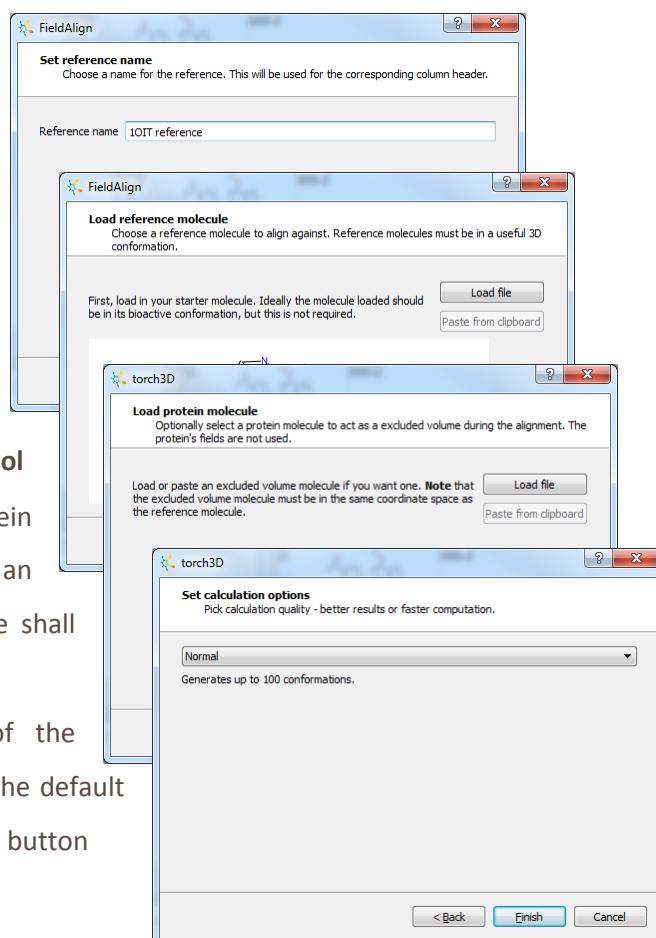 FieldAlign
Set reference name
Choose a name for the reference. This will be used for the corresponding column header.
Reference name 1OIT reference
FieldAlign
Load reference molecule
Choose a reference molecule to align against. Reference molecules must be in a useful 3D
conformation.
First, load in your starter molecule. Ideally the molecule loaded should
be in its bioactive conformation, but this is not required.
Load file
Paste from clipboard
N
torch3D
Load protein molecule
Optionally select a protein molecule to act as a excluded volume during the alignment. The
protein's fields are not used.
Load or paste an excluded volume molecule if you want one. Note that
the excluded volume molecule must be in the same coordinate space as
the reference molecule.
Load file
Paste from clipboard
torch3D
Set calculation options
Pick calculation quality - better results or faster computation.
Normal
Generates up to 100 conformations.
< Back
Finish
Cancel
ol
ein
an
e shall
of the
he default
button